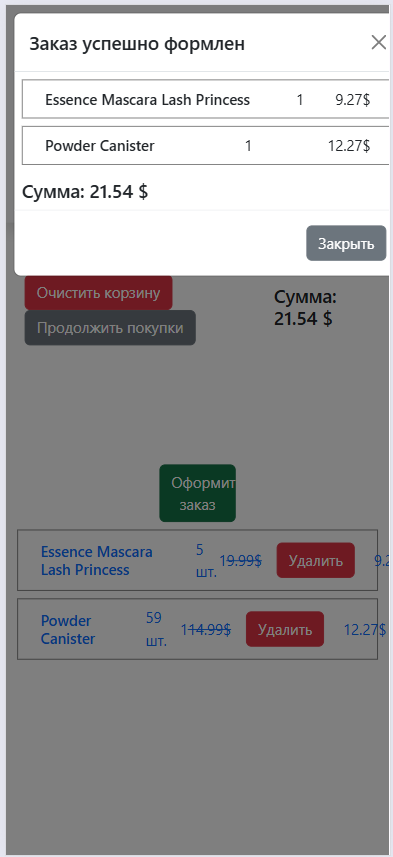 Заказ успешно формлен
Essence Mascara Lash Princess 1 9.27$
Powder Canister 1 12.27$
Сумма: 21.54 $
Закрыть
Очистить корзину
Продолжить покупки
Сумма:
21.54 $
Оформит
заказ
Essence Mascara
Lash Princess
5
шт.
19.99$
Удалить
9.2
Powder
Canister
59
шт.
114.99$
Удалить
12.27$